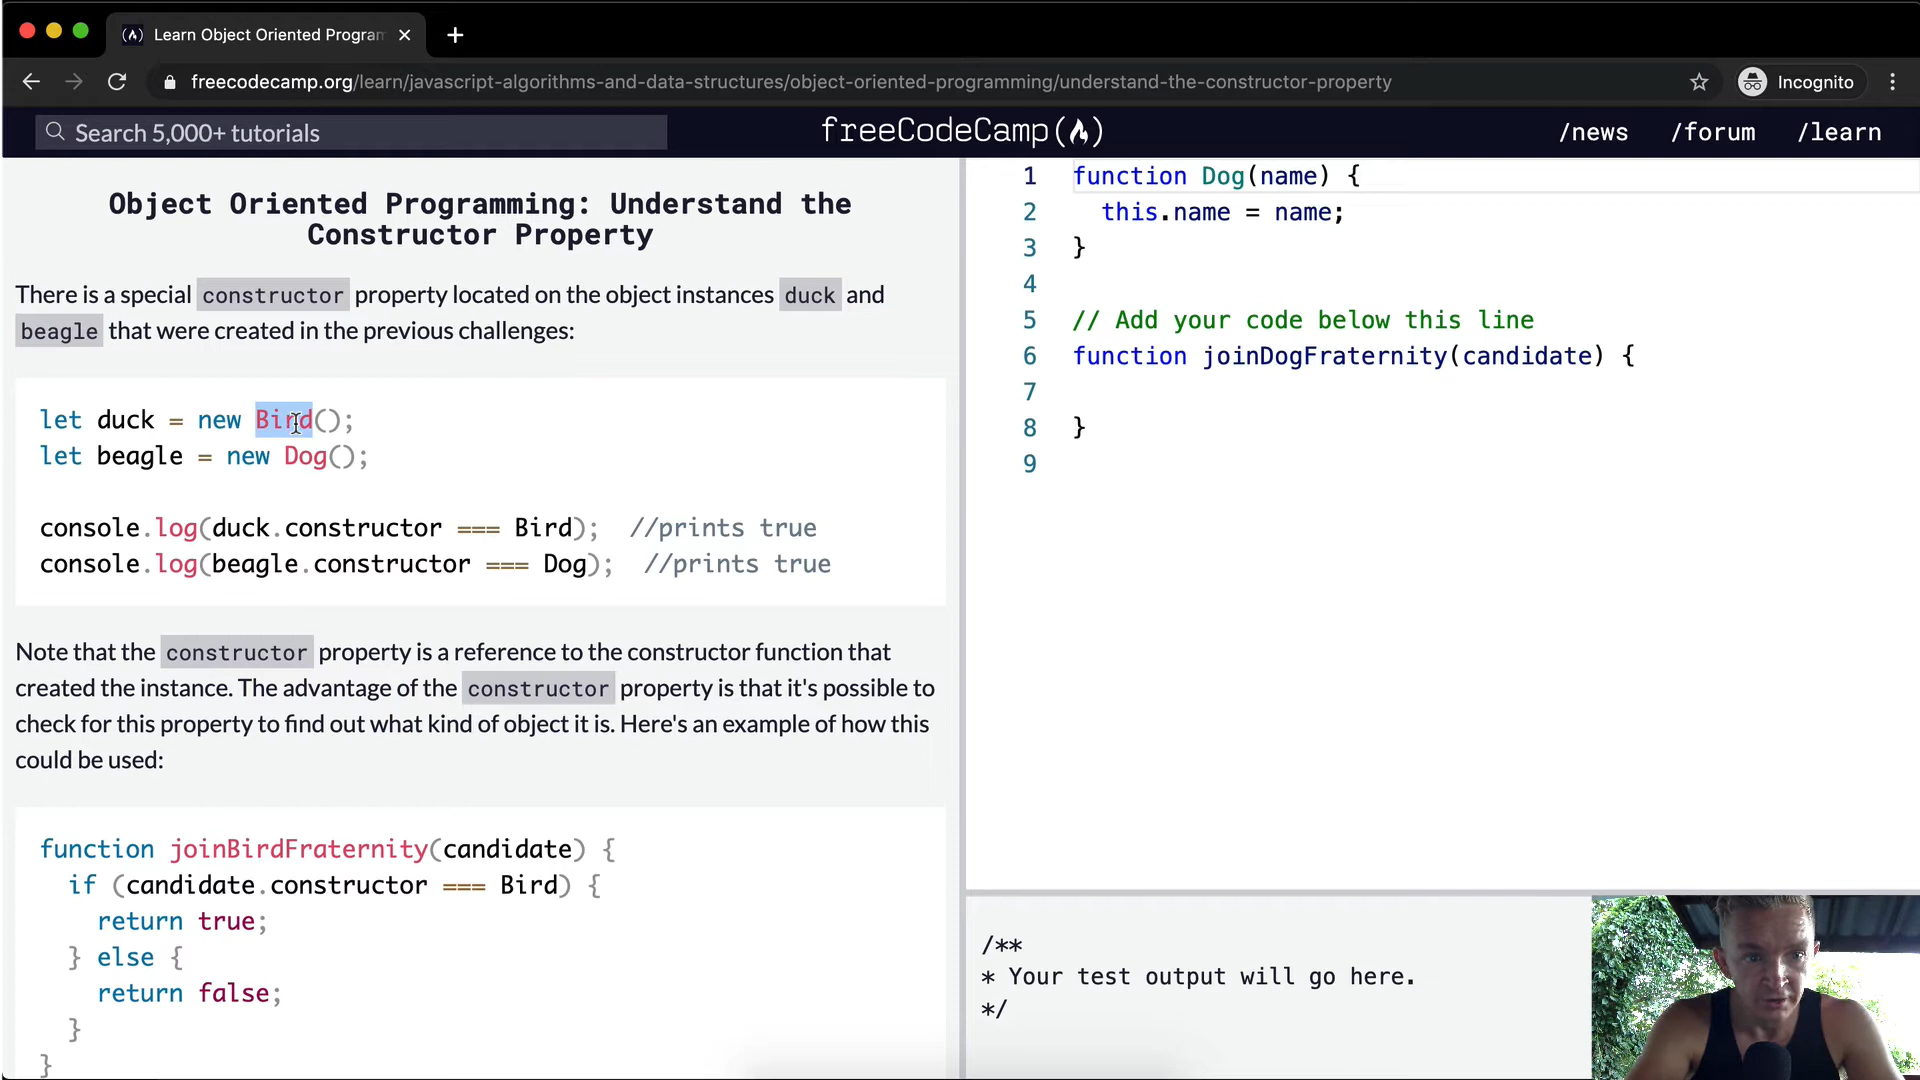 Learn Object Oriented Program
freecodecamp.org/learn/javascript-algorithms-and-data-structures/object-oriented-programming/understand-the-constructor-property
Incognito
Search 5,000+ tutorials
freeCodeCamp
/news
/forum
/learn
Object Oriented Programming: Understand the
Constructor Property
There is a special constructor property located on the object instances duck and
beagle that were created in the previous challenges:
let duck = new Bird();
let beagle = new Dog();
console.log(duck.constructor === Bird);  //prints true
console.log(beagle.constructor === Dog);  //prints true
Note that the constructor property is a reference to the constructor function that
created the instance. The advantage of the constructor property is that it's possible to
check for this property to find out what kind of object it is. Here's an example of how this
could be used:
function joinBirdFraternity(candidate) {
  if (candidate.constructor === Bird) {
    return true;
  } else {
    return false;
  }
}
1 function Dog(name) {
2   this.name = name;
3 }
4
5 // Add your code below this line
6 function joinDogFraternity(candidate) {
7
8 }
9
/**
* Your test output will go here.
*/